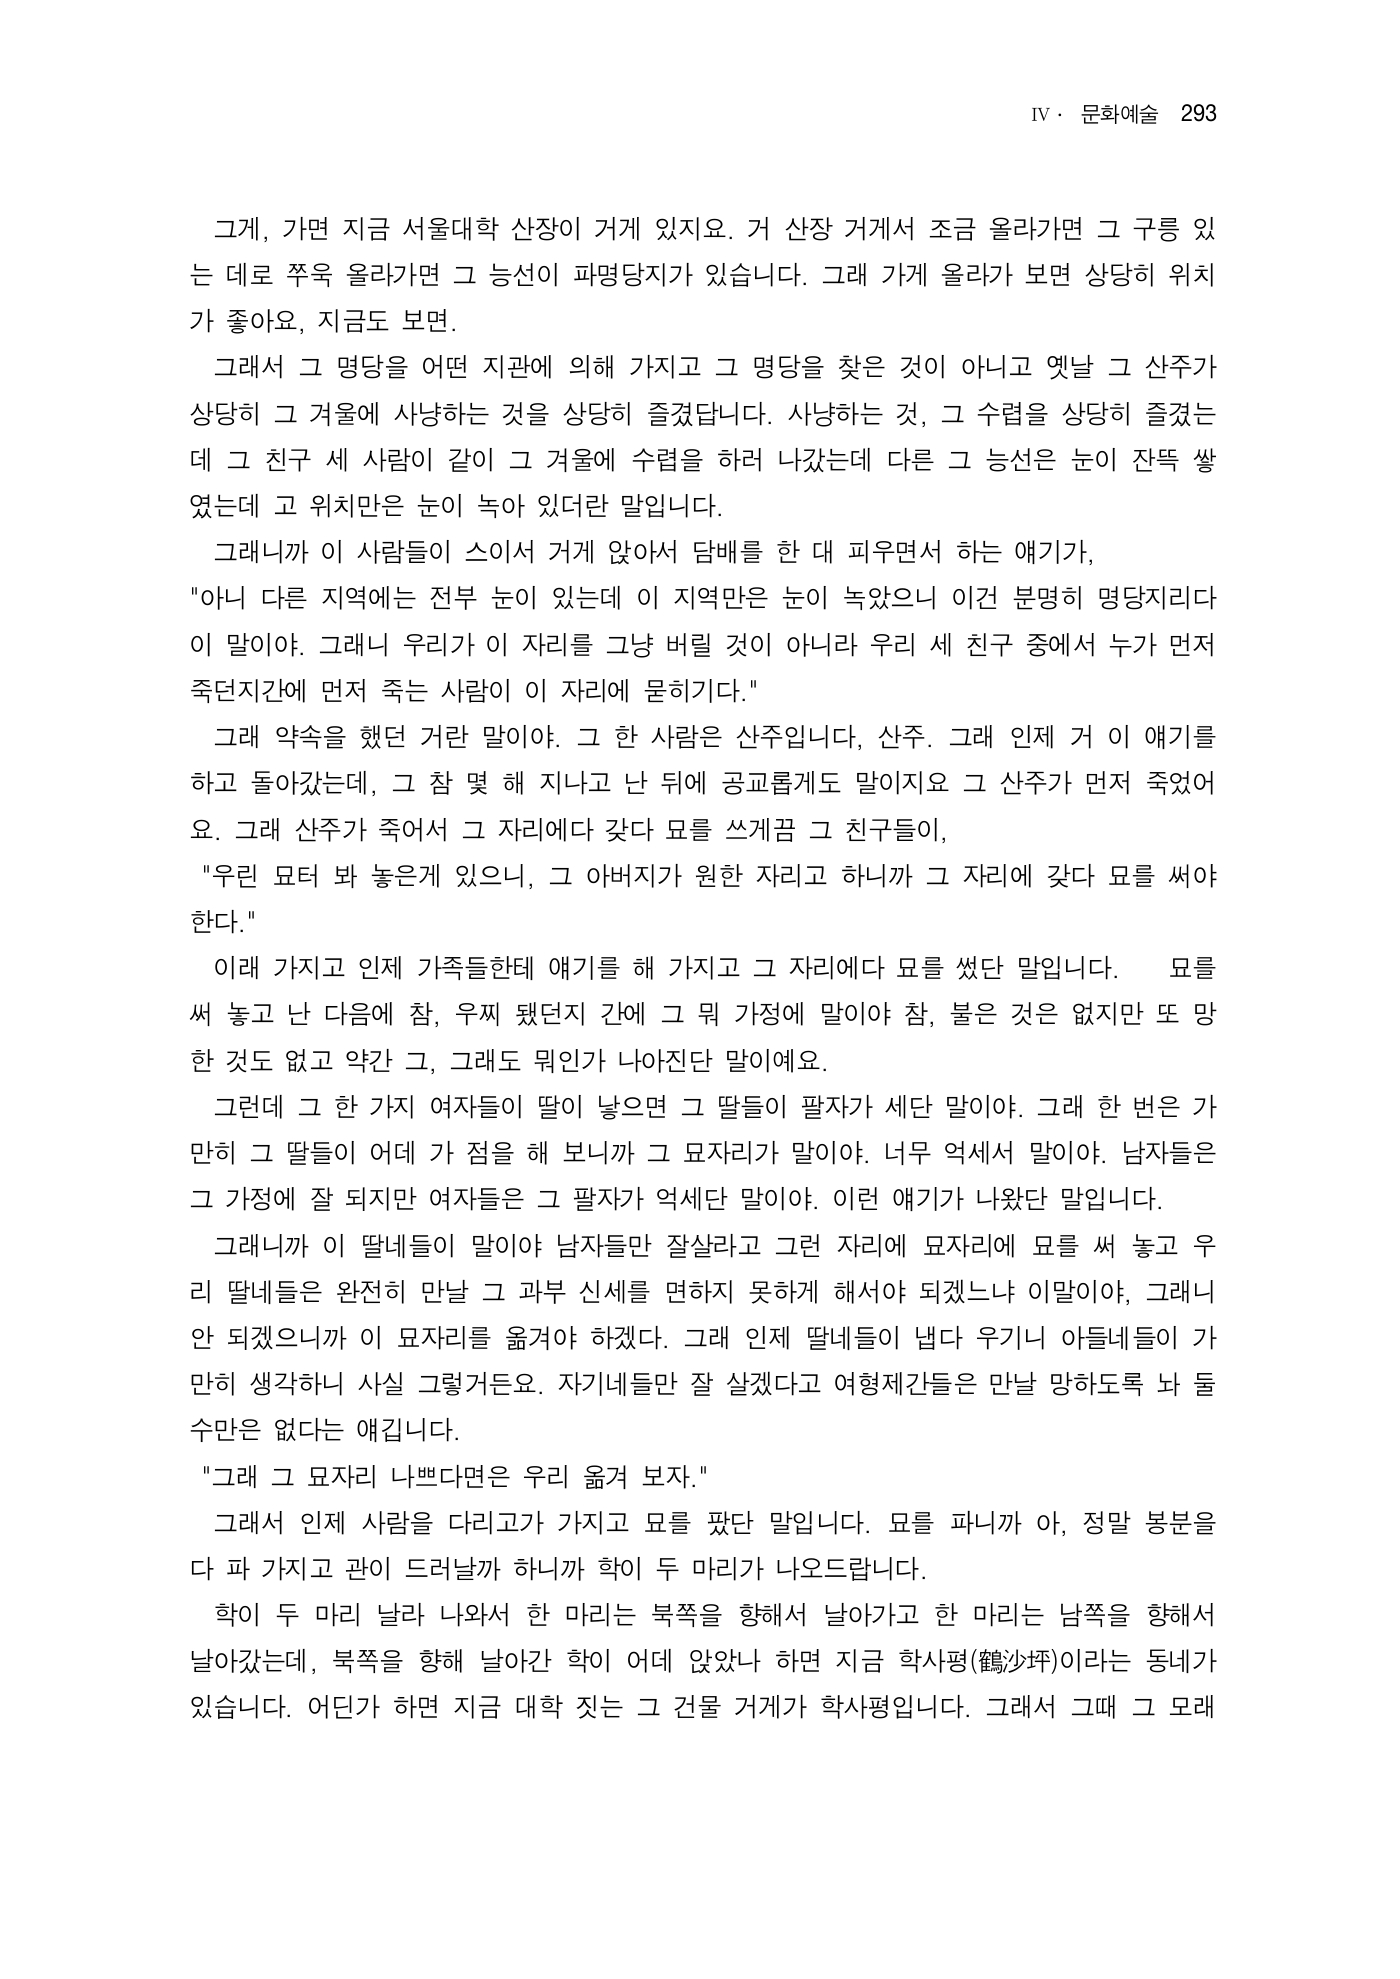 IV · 문화예술 293
그게, 가면 지금 서울대학 산장이 거게 있지요. 거 산장 거게서 조금 올라가면 그 구릉 있
는 데로 쭈욱 올라가면 그 능선이 파명당지가 있습니다. 그래 가게 올라가 보면 상당히 위치
가 좋아요, 지금도 보면.
그래서 그 명당을 어떤 지관에 의해 가지고 그 명당을 찾은 것이 아니고 옛날 그 산주가
상당히 그 겨울에 사냥하는 것을 상당히 즐겼답니다. 사냥하는 것, 그 수렵을 상당히 즐겼는
데 그 친구 세 사람이 같이 그 겨울에 수렵을 하러 나갔는데 다른 그 능선은 눈이 잔뜩 쌓
였는데 고 위치만은 눈이 녹아 있더란 말입니다.
그래니까 이 사람들이 스이서 거게 앉아서 담배를 한 대 피우면서 하는 얘기가,
"아니 다른 지역에는 전부 눈이 있는데 이 지역만은 눈이 녹았으니 이건 분명히 명당지리다
이 말이야. 그래니 우리가 이 자리를 그냥 버릴 것이 아니라 우리 세 친구 중에서 누가 먼저
죽던지간에 먼저 죽는 사람이 이 자리에 묻히기다."
그래 약속을 했던 거란 말이야. 그 한 사람은 산주입니다, 산주. 그래 인제 거 이 얘기를
하고 돌아갔는데, 그 참 몇 해 지나고 난 뒤에 공교롭게도 말이지요 그 산주가 먼저 죽었어
요. 그래 산주가 죽어서 그 자리에다 갖다 묘를 쓰게끔 그 친구들이,
"우린 묘터 봐 놓은게 있으니, 그 아버지가 원한 자리고 하니까 그 자리에 갖다 묘를 써야
한다."
이래 가지고 인제 가족들한테 얘기를 해 가지고 그 자리에다 묘를 썼단 말입니다. 묘를
써 놓고 난 다음에 참, 우찌 됐던지 간에 그 뭐 가정에 말이야 참, 불은 것은 없지만 또 망
한 것도 없고 약간 그, 그래도 뭐인가 나아진단 말이예요.
그런데 그 한 가지 여자들이 딸이 낳으면 그 딸들이 팔자가 세단 말이야. 그래 한 번은 가
만히 그 딸들이 어데 가 점을 해 보니까 그 묘자리가 말이야. 너무 억세서 말이야. 남자들은
그 가정에 잘 되지만 여자들은 그 팔자가 억세단 말이야. 이런 얘기가 나왔단 말입니다.
그래니까 이 딸네들이 말이야 남자들만 잘살라고 그런 자리에 묘자리에 묘를 써 놓고 우
리 딸네들은 완전히 만날 그 과부 신세를 면하지 못하게 해서야 되겠느냐 이말이야, 그래니
안 되겠으니까 이 묘자리를 옮겨야 하겠다. 그래 인제 딸네들이 냅다 우기니 아들네들이 가
만히 생각하니 사실 그렇거든요. 자기네들만 잘 살겠다고 여형제간들은 만날 망하도록 놔 둘
수만은 없다는 얘깁니다.
"그래 그 묘자리 나쁘다면은 우리 옮겨 보자."
그래서 인제 사람을 다리고가 가지고 묘를 팠단 말입니다. 묘를 파니까 아, 정말 봉분을
다 파 가지고 관이 드러날까 하니까 학이 두 마리가 나오드랍니다.
학이 두 마리 날라 나와서 한 마리는 북쪽을 향해서 날아가고 한 마리는 남쪽을 향해서
날아갔는데, 북쪽을 향해 날아간 학이 어데 앉았나 하면 지금 학사평(鶴沙坪)이라는 동네가
있습니다. 어딘가 하면 지금 대학 짓는 그 건물 거게가 학사평입니다. 그래서 그때 그 모래